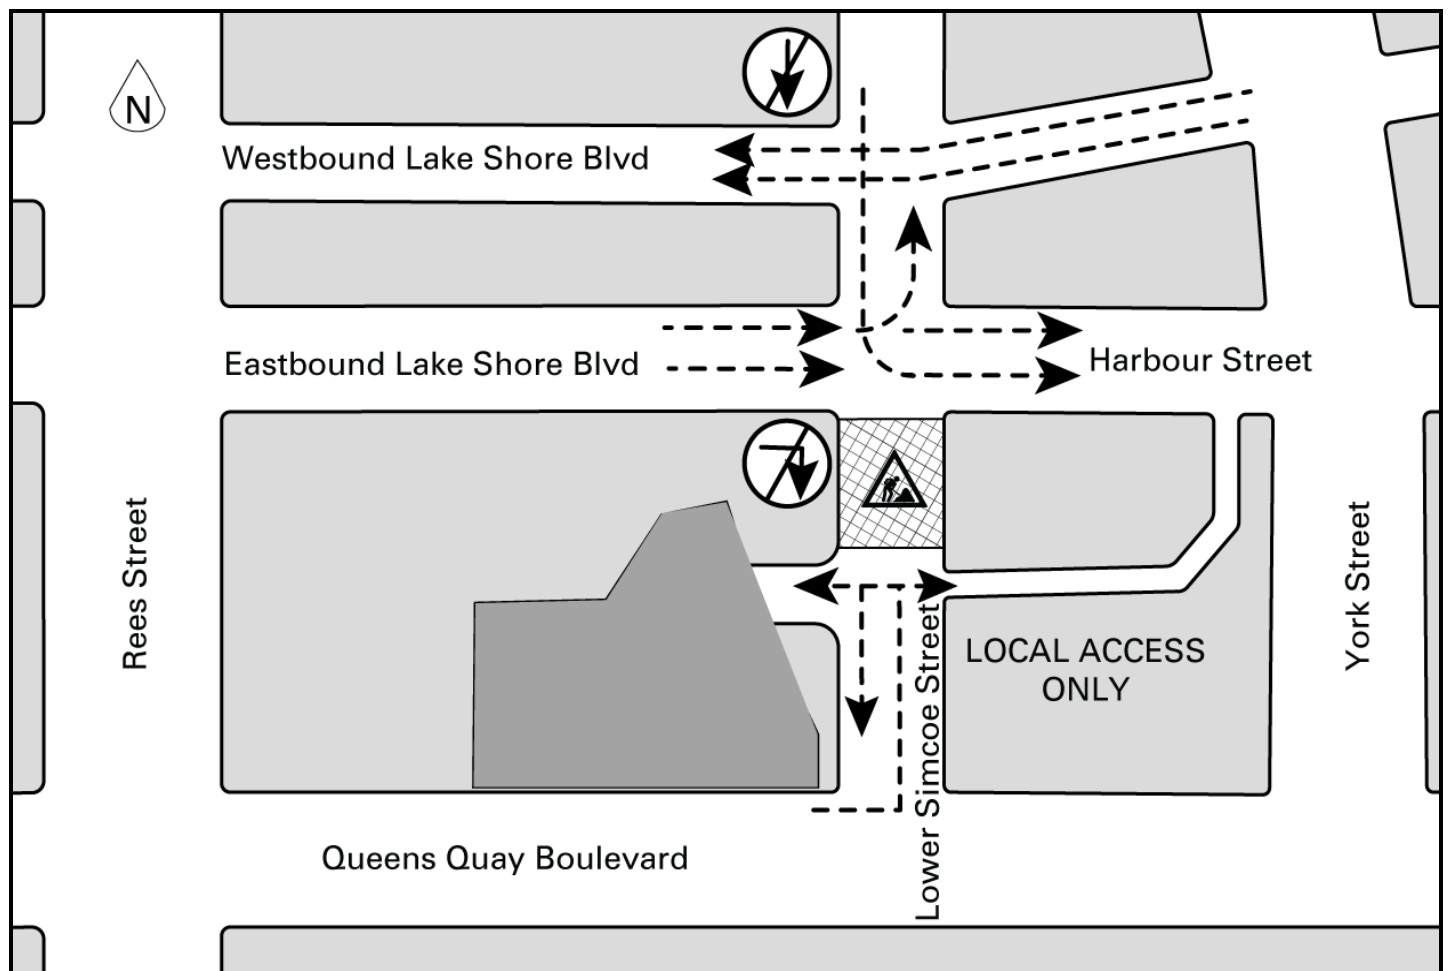 N
Westbound Lake Shore Blvd
Eastbound Lake Shore Blvd
Harbour Street
Rees Street
York Street
Lower Simcoe Street
LOCAL ACCESS
ONLY
Queens Quay Boulevard